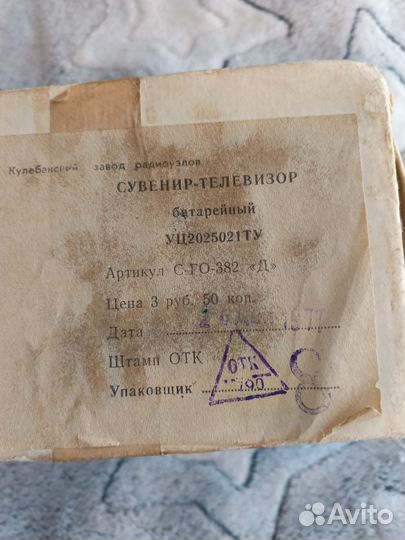 Кулебакский завод радиоузлов
СУВЕНИР-ТЕЛЕВИЗОР
батарейный
УЦ2025021ТУ
Артикул С-ГО-382 «Д»
Цена 3 руб. 50 коп.
Дата
Штамп ОТК
ОТК
Упаковщик
8
Avito